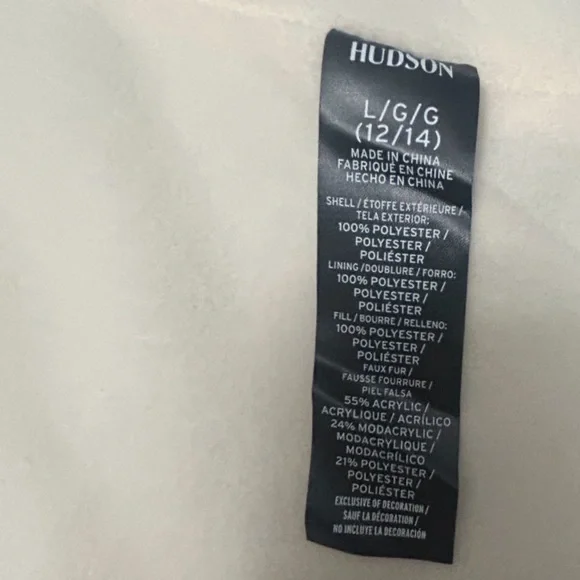 HUDSON
L/G/G
(12/14)
MADE IN CHINA
FABRIQUÉ EN CHINE
HECHO EN CHINA
SHELL / ÉTOFFE EXTÉRIEURE /
TELA EXTERIOR:
100% POLYESTER /
POLYESTER /
POLIÉSTER
LINING / DOUBLURE / FORRO:
100% POLYESTER /
POLYESTER /
POLIÉSTER
FILL / BOURRE / RELLENO:
100% POLYESTER /
POLYESTER /
POLIÉSTER
FAUX FUR /
FAUSSE FOURRURE /
PIEL FALSA
55% ACRYLIC /
ACRYLIQUE / ACRÍLICO
24% MODACRYLIC /
MODACRYLIQUE /
MODACRÍLICO
21% POLYESTER /
POLYESTER /
POLIÉSTER
EXCLUSIVE OF DECORATION /
SAUF LA DÉCORATION /
NO INCLUYE LA DECORACIÓN